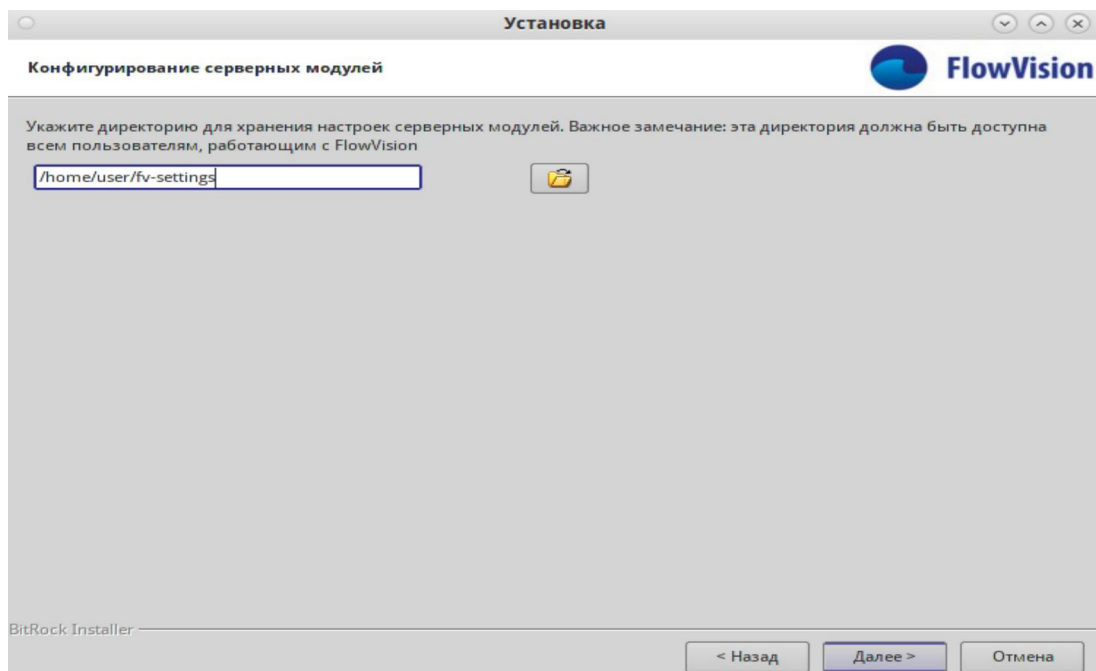 Установка
Конфигурирование серверных модулей
FlowVision
Укажите директорию для хранения настроек серверных модулей. Важное замечание: эта директория должна быть доступна
всем пользователям, работающим с FlowVision
/home/user/fv-settings
BitRock Installer
< Назад
Далее >
Отмена